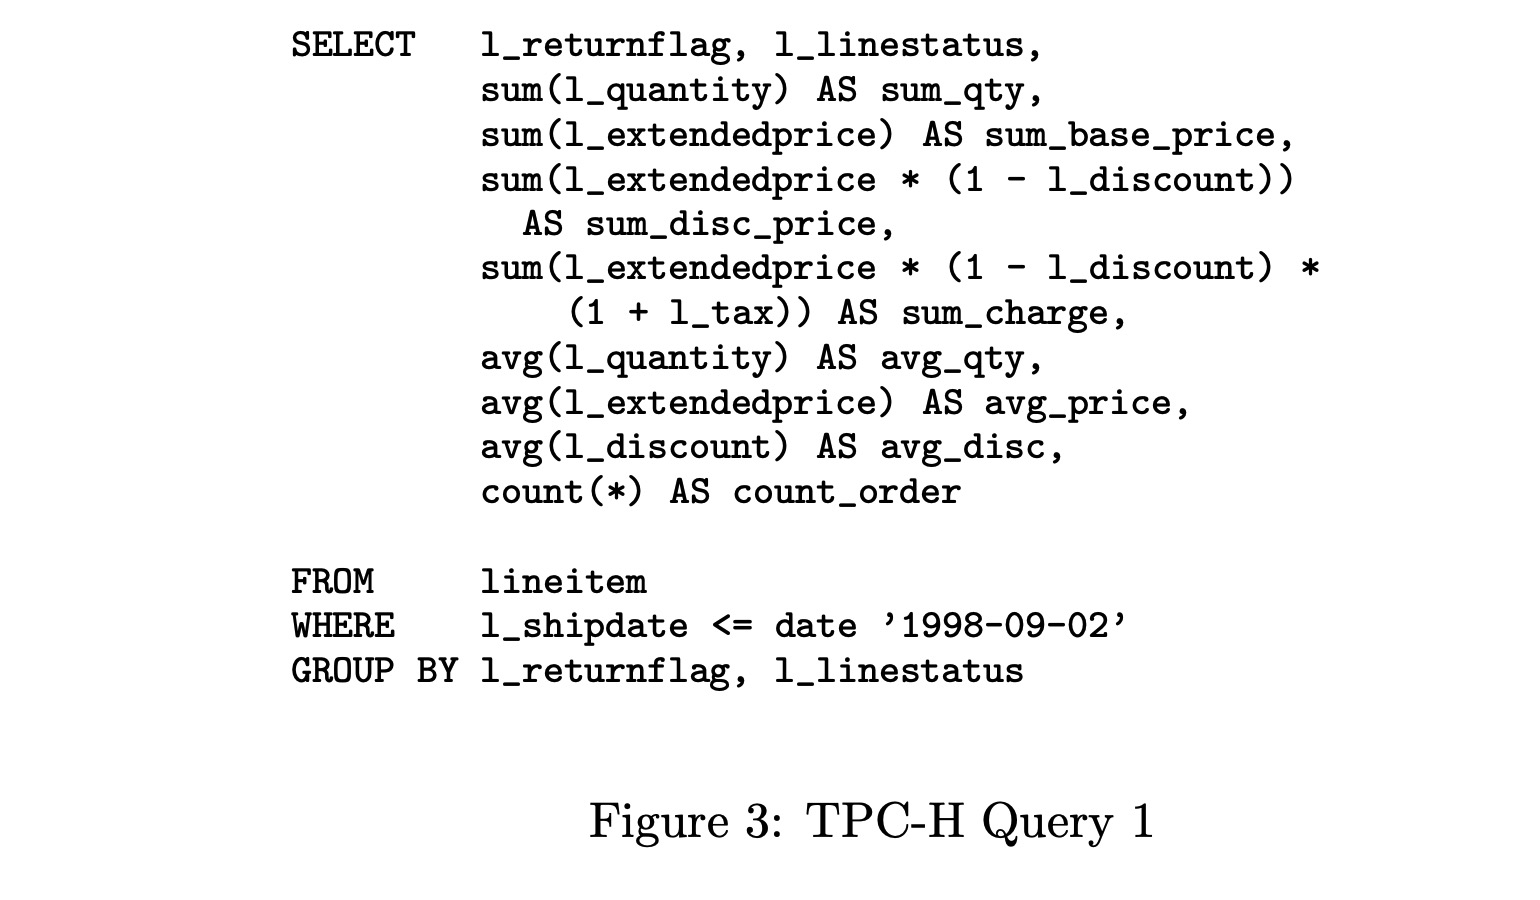 SELECT l_returnflag, l_linestatus,
sum(l_quantity) AS sum_qty,
sum(l_extendedprice) AS sum_base_price,
sum(l_extendedprice * (1 - l_discount))
AS sum_disc_price,
sum(l_extendedprice * (1 - l_discount) *
(1 + l_tax)) AS sum_charge,
avg(l_quantity) AS avg_qty,
avg(l_extendedprice) AS avg_price,
avg(l_discount) AS avg_disc,
count(*) AS count_order
FROM lineitem
WHERE l_shipdate <= date ’1998-09-02’
GROUP BY l_returnflag, l_linestatus
Figure 3: TPC-H Query 1